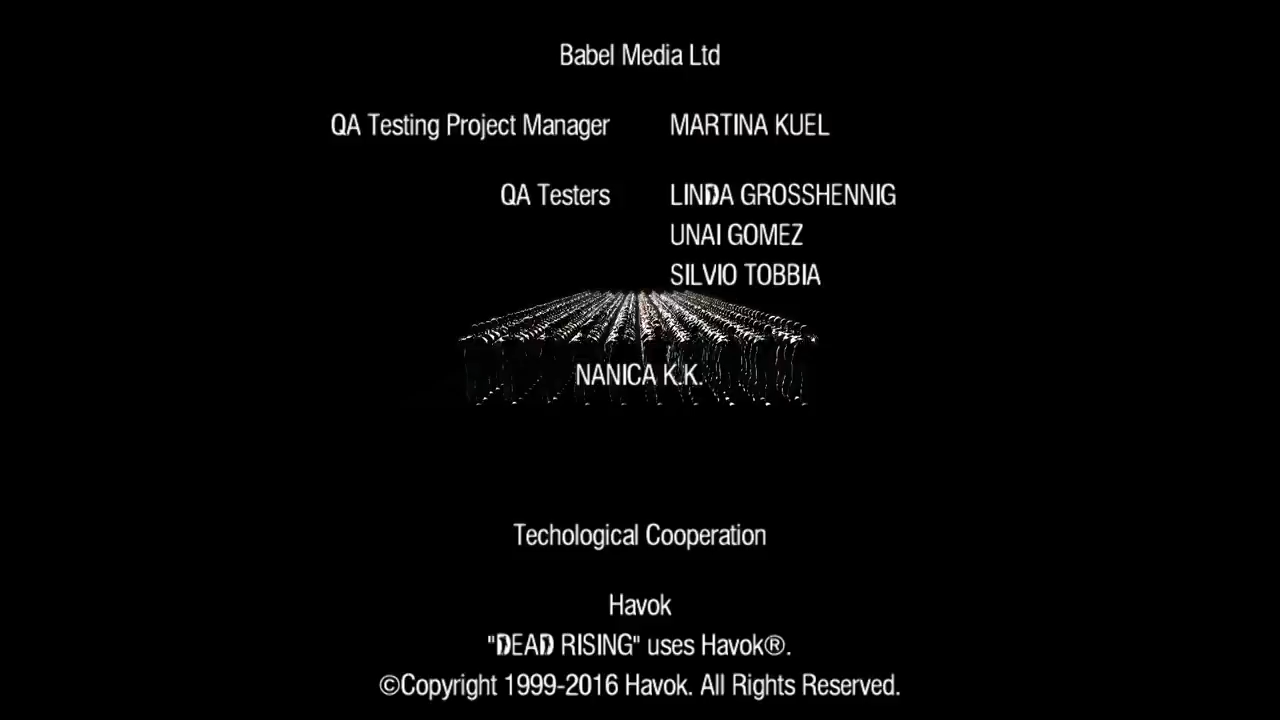 Babel Media Ltd
QA Testing Project Manager MARTINA KUEL
QA Testers LINDA GROSSHENNIG
UNAI GOMEZ
SILVIO TOBBIA
NANICA K.K.
Techological Cooperation
Havok
"DEAD RISING" uses Havok®.
©Copyright 1999-2016 Havok. All Rights Reserved.